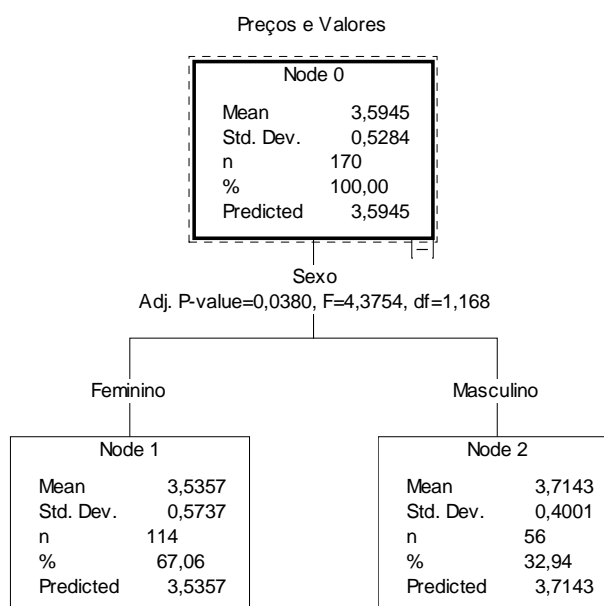 Preços e Valores
Node 0
Mean 3,5945
Std. Dev. 0,5284
n 170
% 100,00
Predicted 3,5945
Sexo
Adj. P-value=0,0380, F=4,3754, df=1,168
Feminino
Masculino
Node 1
Mean 3,5357
Std. Dev. 0,5737
n 114
% 67,06
Predicted 3,5357
Node 2
Mean 3,7143
Std. Dev. 0,4001
n 56
% 32,94
Predicted 3,7143